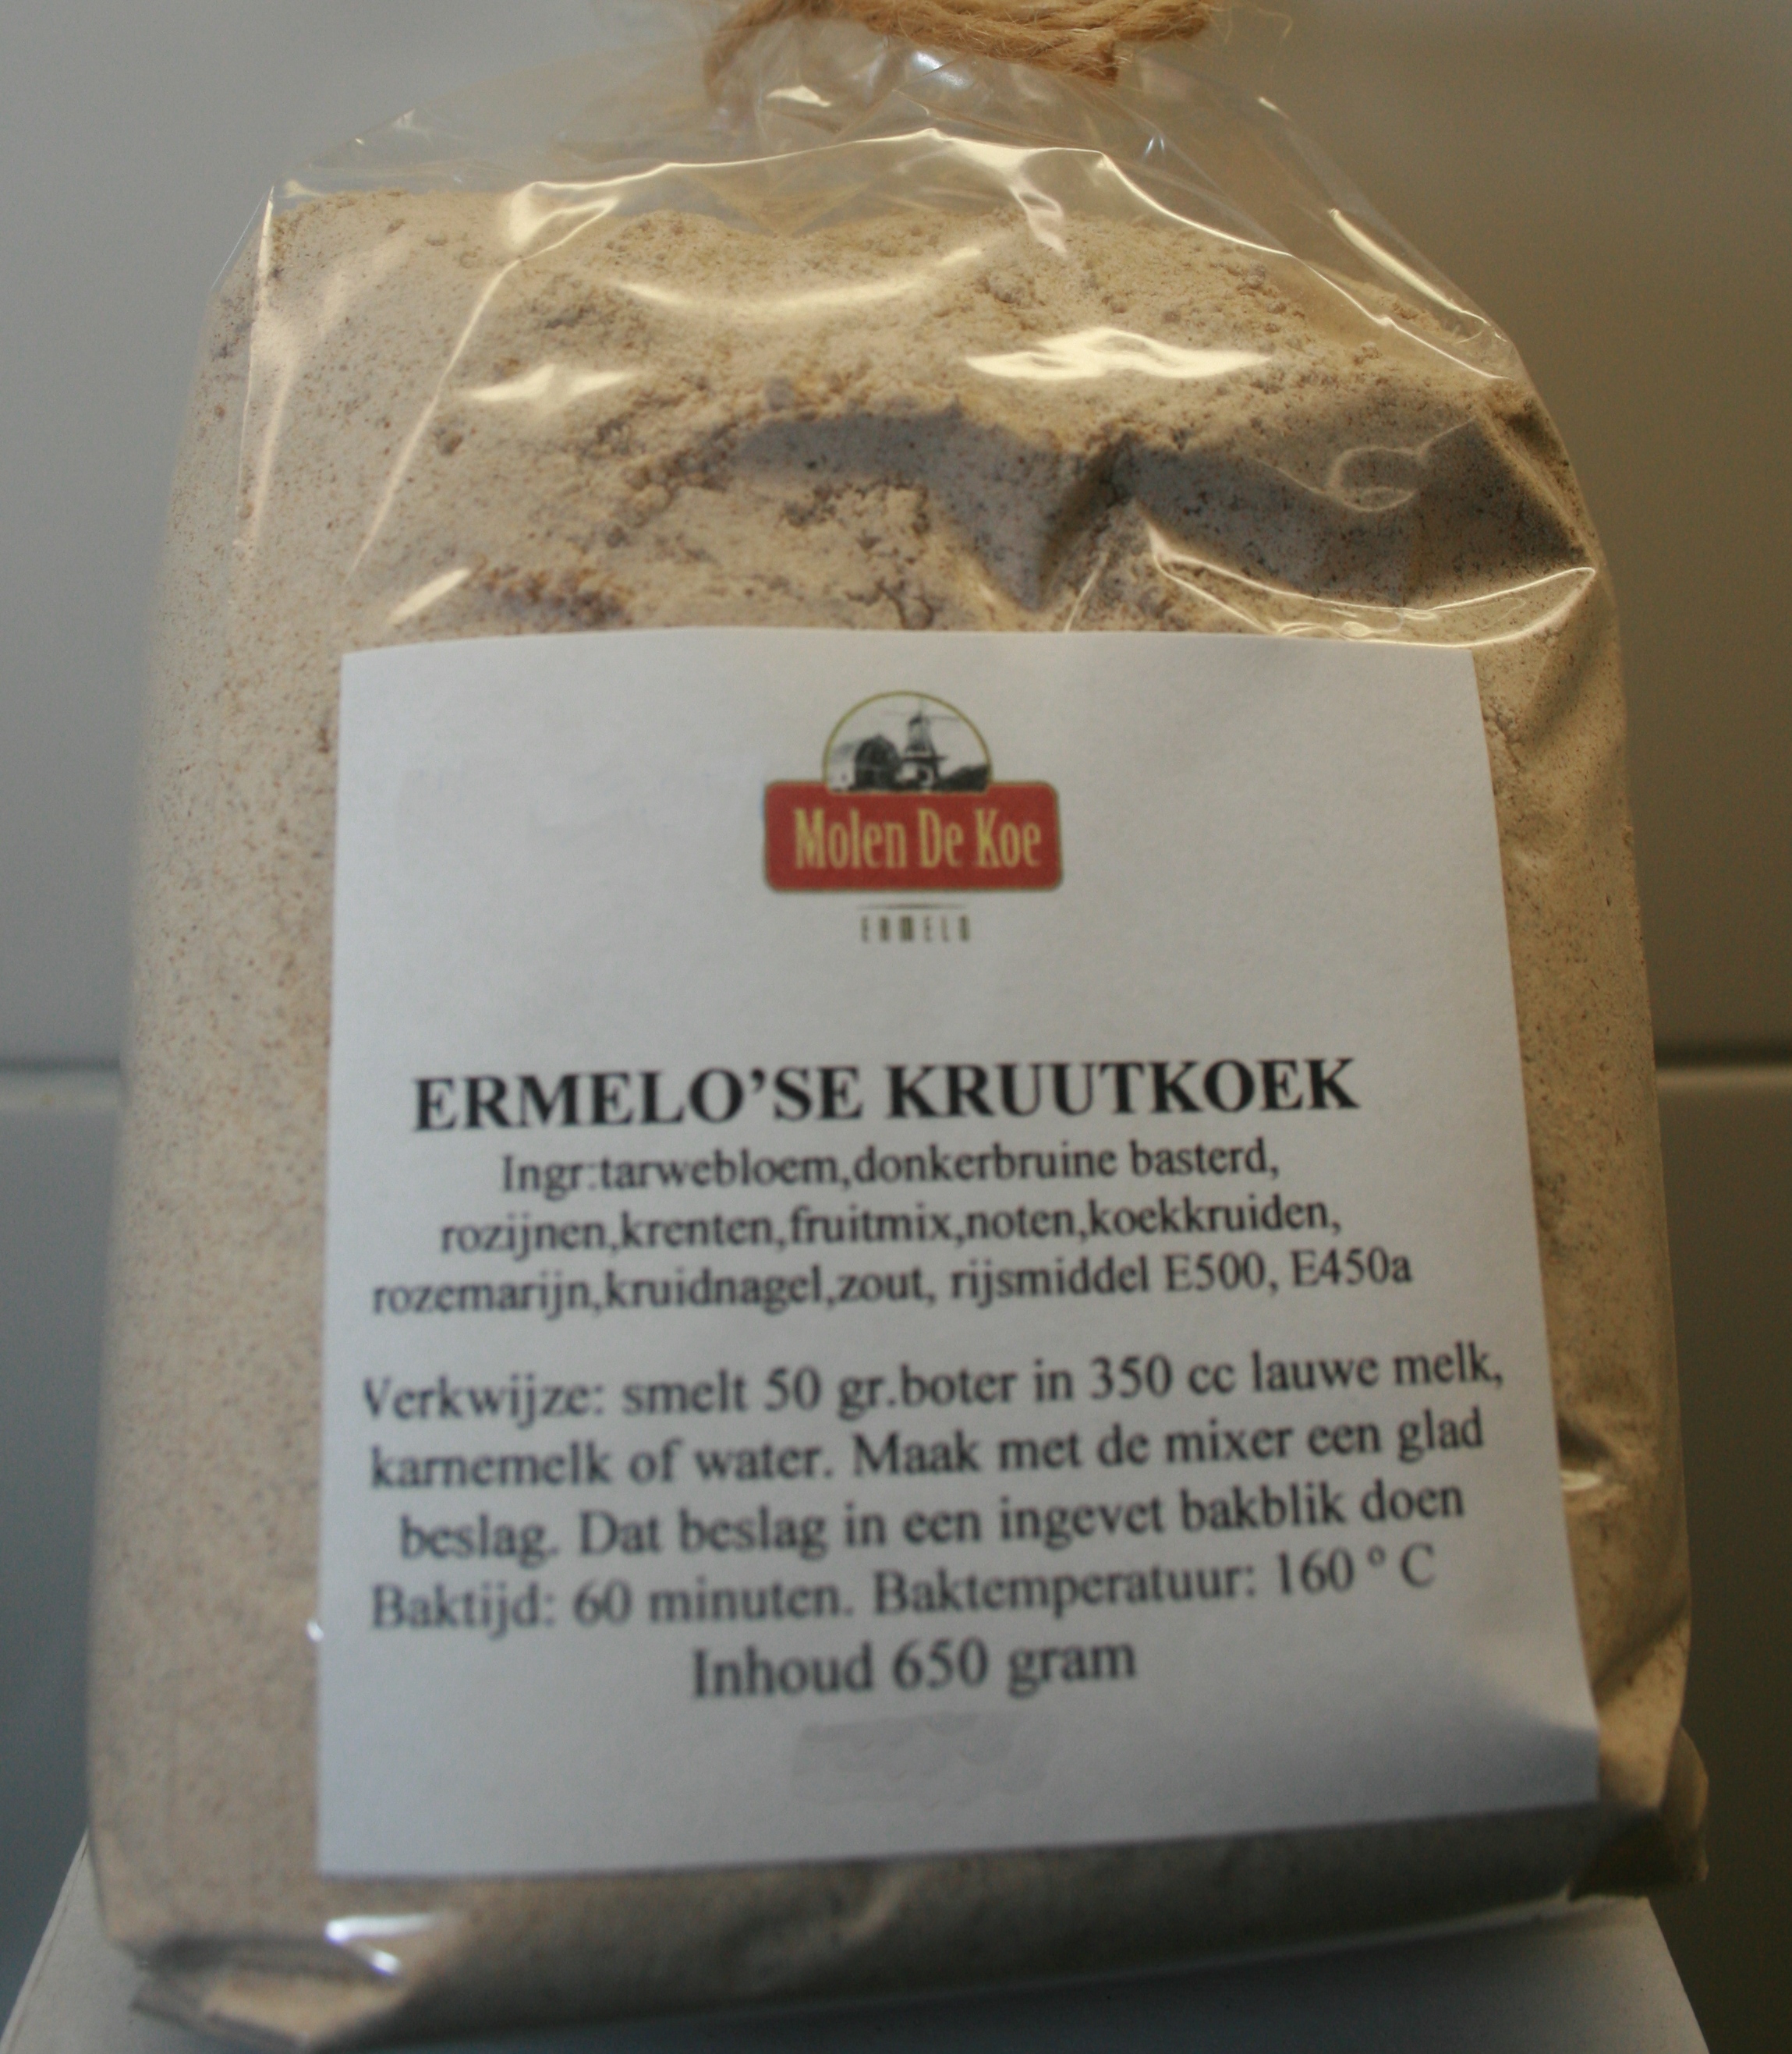 Molen De Koe
ERMELO
ERMELO'SE KRUUTKOEK
Ingr:tarwebloem,donkerbruine basterd,
rozijnen,krenten,fruitmix,noten,koekkruiden,
rozemarijn,kruidnagel,zout, rijsmiddel E500, E450a
Verkwijze: smelt 50 gr.boter in 350 cc lauwe melk,
karnemelk of water. Maak met de mixer een glad
beslag. Dat beslag in een ingevet bakblik doen
Baktijd: 60 minuten. Baktemperatuur: 160 º C
Inhoud 650 gram